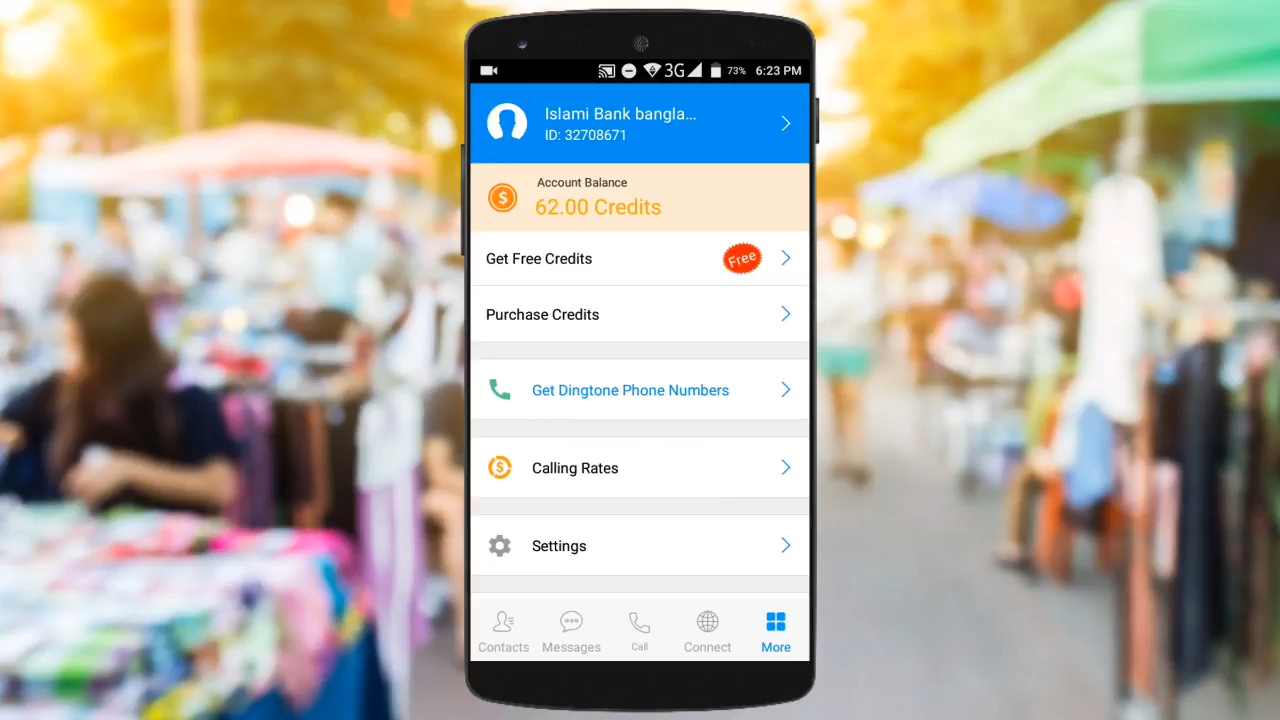 3G 73% 6:23 PM
Islami Bank bangla...
ID: 32708671
Account Balance
62.00 Credits
Get Free Credits Free
Purchase Credits
Get Dingtone Phone Numbers
Calling Rates
Settings
Contacts Messages Call Connect More